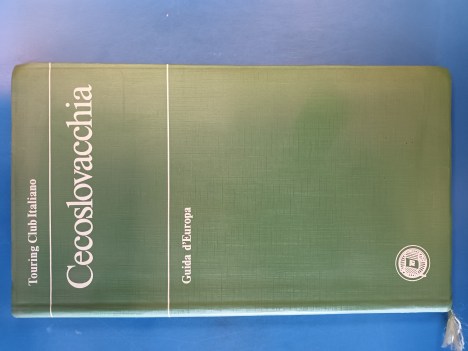 Touring Club Italiano
Cecoslovacchia
Guida d'Europa